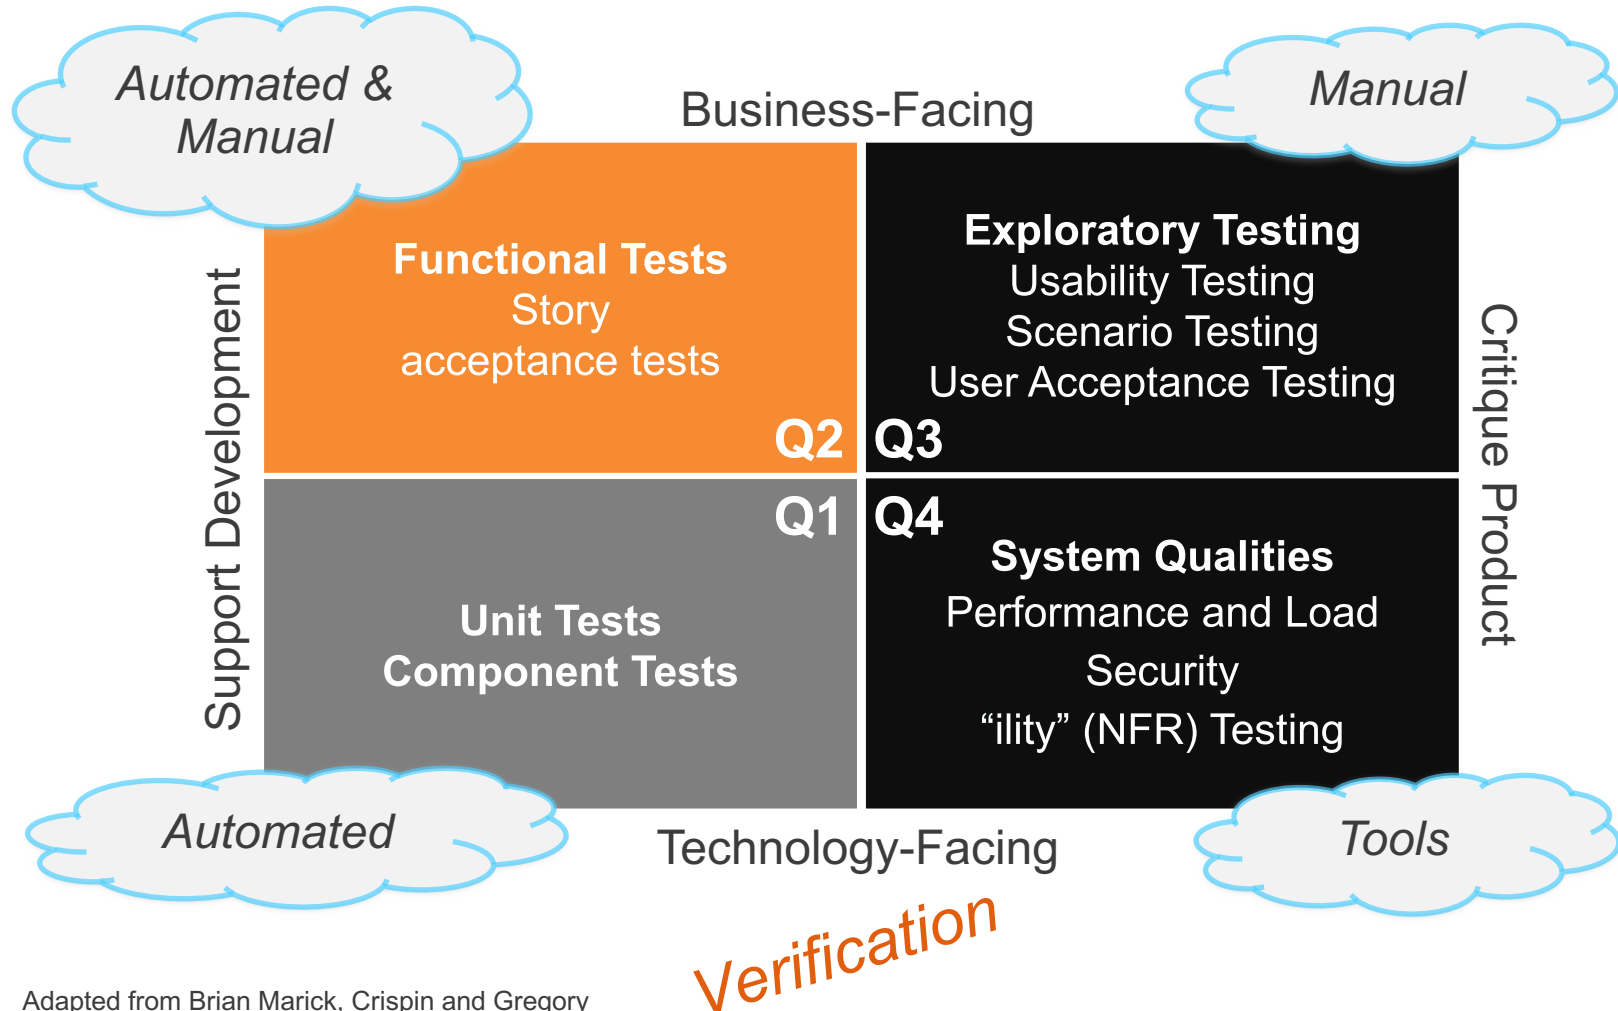 Automated &
Manual
Manual
Business-Facing
Support Development
Functional Tests
Story
acceptance tests
Q2
Exploratory Testing
Usability Testing
Scenario Testing
User Acceptance Testing
Q3
Critique Product
Q1
Unit Tests
Component Tests
Q4
System Qualities
Performance and Load
Security
“ility” (NFR) Testing
Automated
Tools
Technology-Facing
Verification
Adapted from Brian Marick, Crispin and Gregory